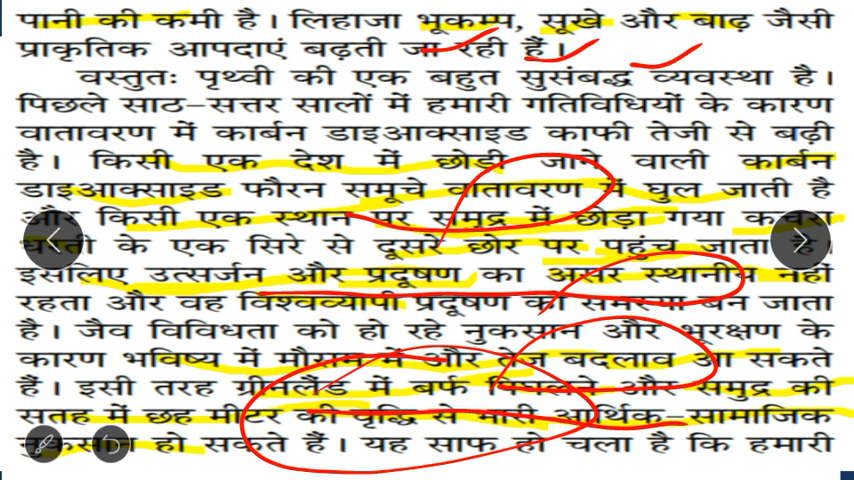 पानी की कमी है। लिहाजा भूकम्प, सूखे और बाढ़ जैसी
प्राकृतिक आपदाएं बढ़ती जा रही हैं।
वस्तुतः पृथ्वी की एक बहुत सुसंबद्ध व्यवस्था है।
पिछले साठ-सत्तर सालों में हमारी गतिविधियों के कारण
वातावरण में कार्बन डाइआक्साइड काफी तेजी से बढ़ी
है। किसी एक देश में छोड़ी जाने वाली कार्बन
डाइआक्साइड फौरन समूचे वातावरण में घुल जाती है
और किसी एक स्थान पर समुद्र में छोड़ा गया कचरा
धरती के एक सिरे से दूसरे छोर पर पहुंच जाता है।
इसलिए उत्सर्जन और प्रदूषण का असर स्थानीय नहीं
रहता और वह विश्वव्यापी प्रदूषण की समस्या बन जाता
है। जैव विविधता को हो रहे नुकसान और भूरक्षण के
कारण भविष्य में मौसम में और तेज बदलाव आ सकते
हैं। इसी तरह ग्रीनलैंड में बर्फ पिघलने और समुद्र की
सतह में छह मीटर की वृद्धि से भारी आर्थिक-सामाजिक
नुकसान हो सकते हैं। यह साफ हो चला है कि हमारी